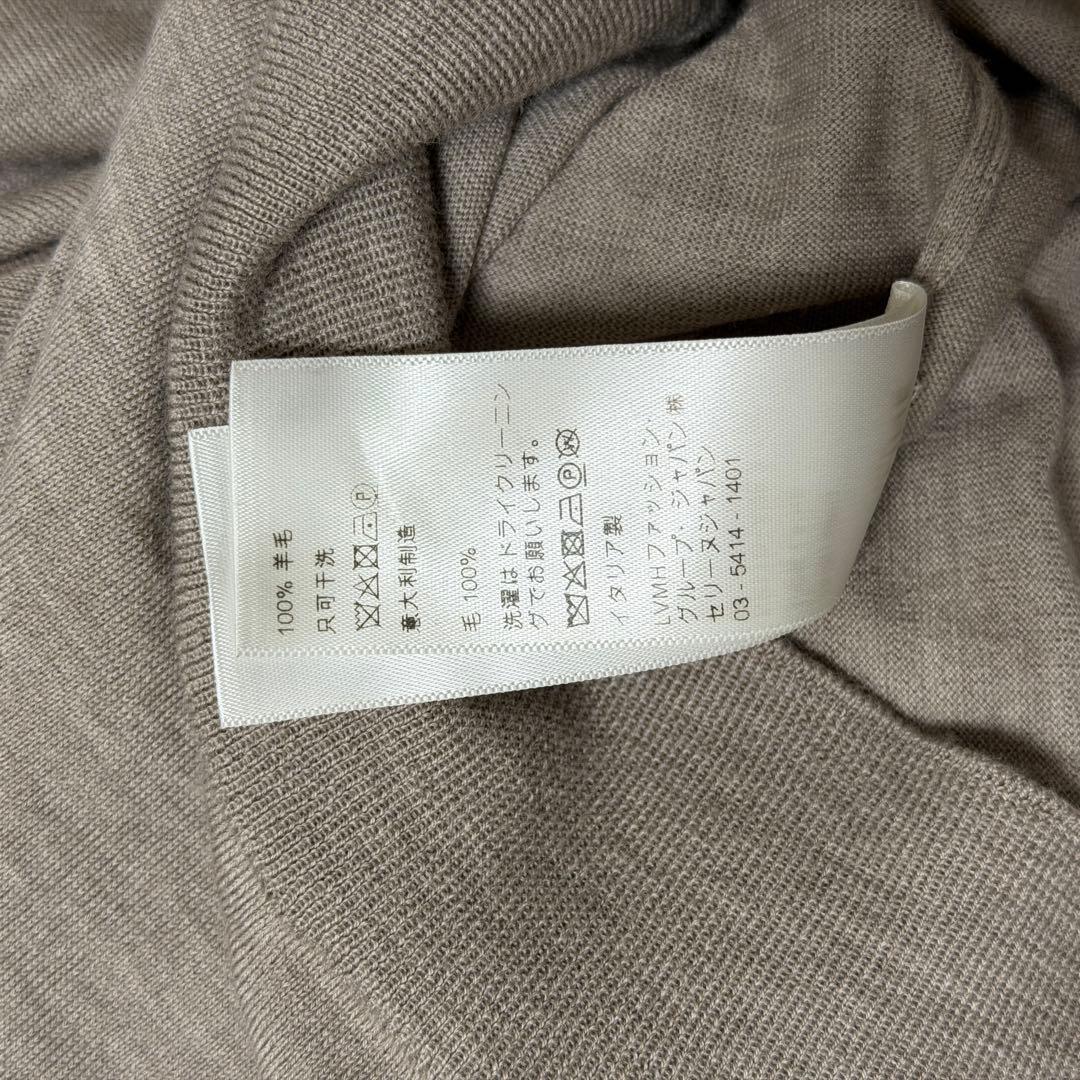 100% 羊毛
只可干洗
P
意大利制造
毛 100%
洗濯はドライクリーニン
グでお願いします。
P
イタリア製
LVMHファッション.
グループ. ジャパン 株
セリーヌジャパン
03 - 5414 - 1401